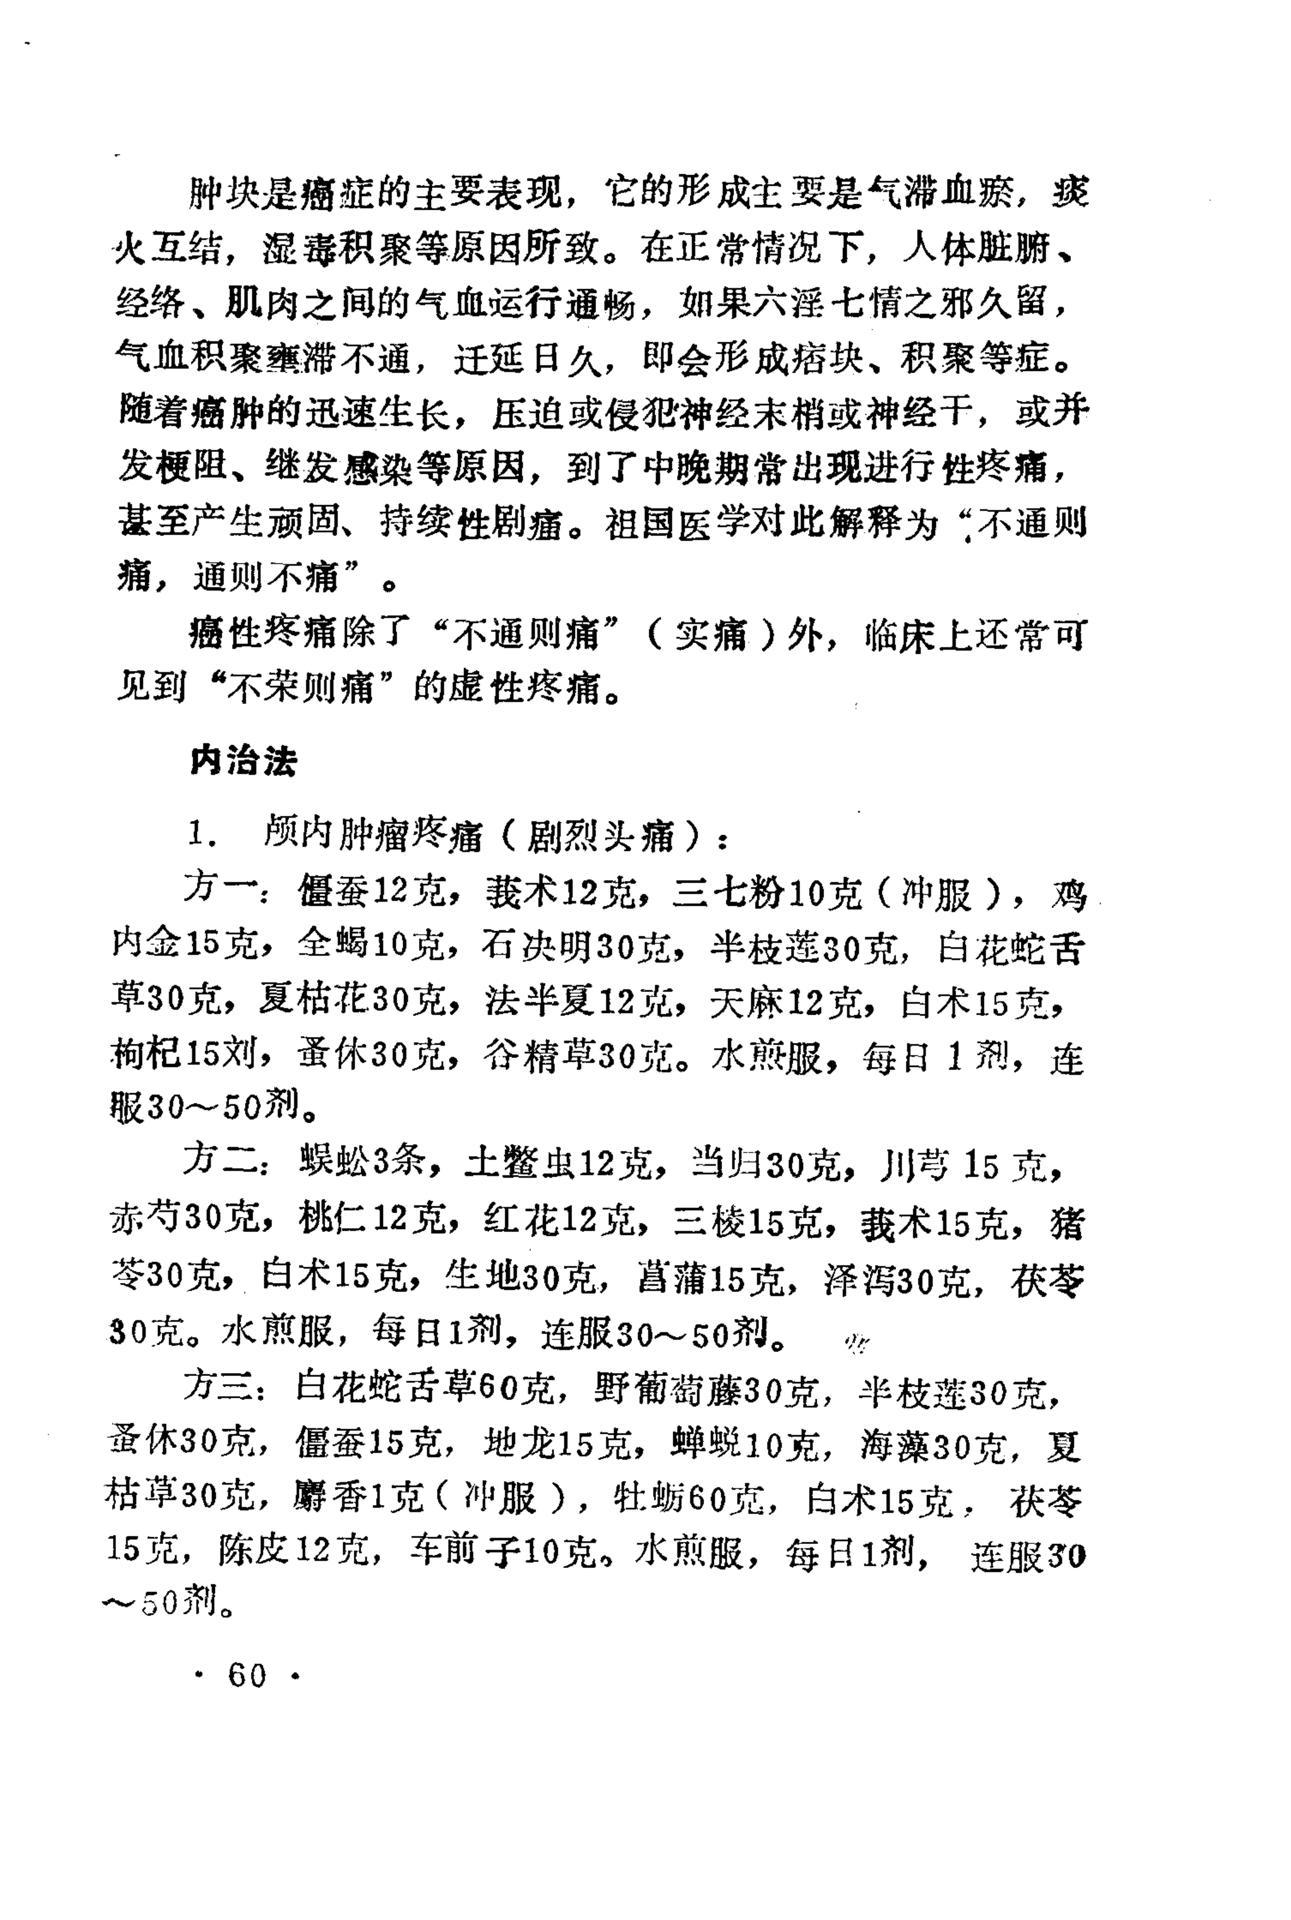 肿块是癌症的主要表现，它的形成主要是气滞血瘀，痰
火互结，湿毒积聚等原因所致。在正常情况下，人体脏腑、
经络、肌肉之间的气血运行通畅，如果六淫七情之邪久留，
气血积聚壅滞不通，迁延日久，即会形成痞块、积聚等症。
随着癌肿的迅速生长，压迫或侵犯神经末梢或神经干，或并
发梗阻、继发感染等原因，到了中晚期常出现进行性疼痛，
甚至产生顽固、持续性剧痛。祖国医学对此解释为“不通则
痛，通则不痛”。
癌性疼痛除了“不通则痛”（实痛）外，临床上还常可
见到“不荣则痛”的虚性疼痛。
内治法
1. 颅内肿瘤疼痛（剧烈头痛）：
方一：僵蚕12克，莪术12克，三七粉10克（冲服），鸡
内金15克，全蝎10克，石决明30克，半枝莲30克，白花蛇舌
草30克，夏枯花30克，法半夏12克，天麻12克，白术15克，
枸杞15刘，蚤休30克，谷精草30克。水煎服，每日1剂，连
服30～50剂。
方二：蜈蚣3条，土鳖虫12克，当归30克，川芎15克，
赤芍30克，桃仁12克，红花12克，三棱15克，莪术15克，猪
苓30克，白术15克，生地30克，菖蒲15克，泽泻30克，茯苓
30克。水煎服，每日1剂，连服30～50剂。
方三：白花蛇舌草60克，野葡萄藤30克，半枝莲30克，
蚤休30克，僵蚕15克，地龙15克，蝉蜕10克，海藻30克，夏
枯草30克，麝香1克（冲服），牡蛎60克，白术15克，茯苓
15克，陈皮12克，车前子10克。水煎服，每日1剂，连服30
～50剂。
· 60 ·